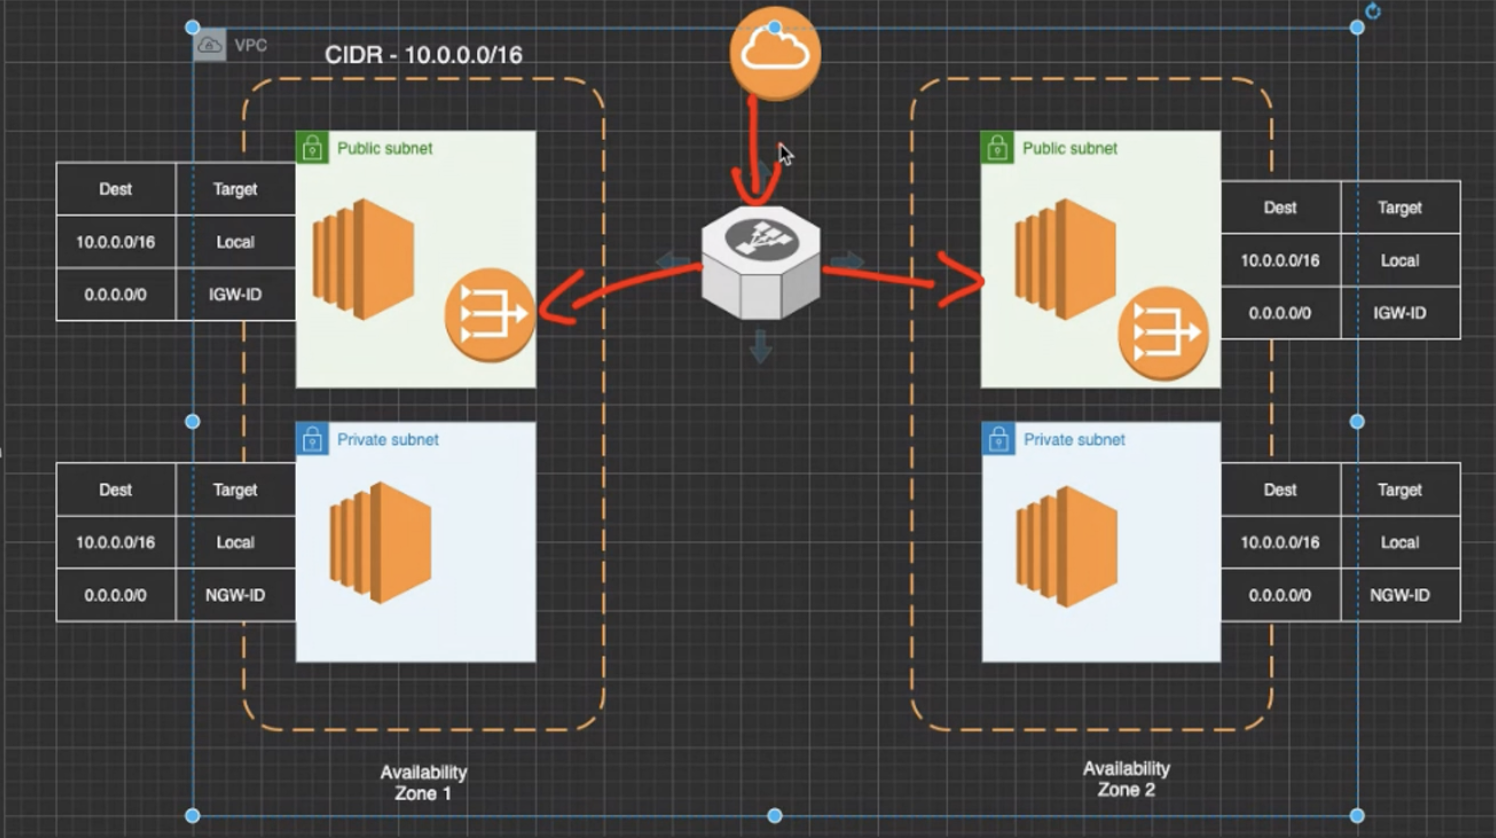 VPC
CIDR - 10.0.0.0/16
Public subnet
Dest Target
10.0.0.0/16 Local
0.0.0.0/0 IGW-ID
Public subnet
Dest Target
10.0.0.0/16 Local
0.0.0.0/0 IGW-ID
Private subnet
Dest Target
10.0.0.0/16 Local
0.0.0.0/0 NGW-ID
Private subnet
Dest Target
10.0.0.0/16 Local
0.0.0.0/0 NGW-ID
Availability
Zone 1
Availability
Zone 2